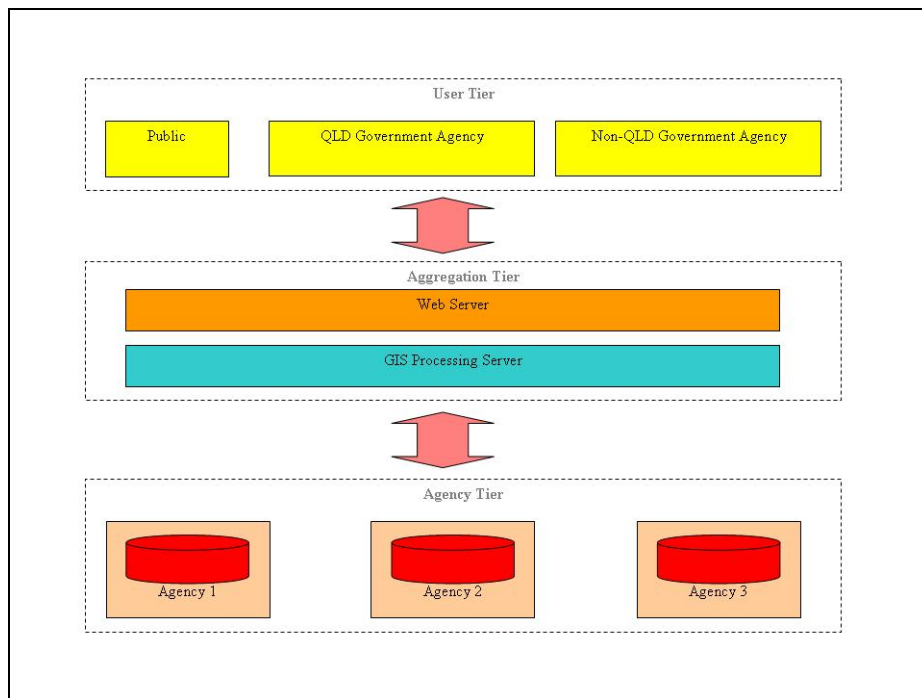 User Tier
Public
QLD Government Agency
Non-QLD Government Agency
Aggregation Tier
Web Server
GIS Processing Server
Agency Tier
Agency 1
Agency 2
Agency 3